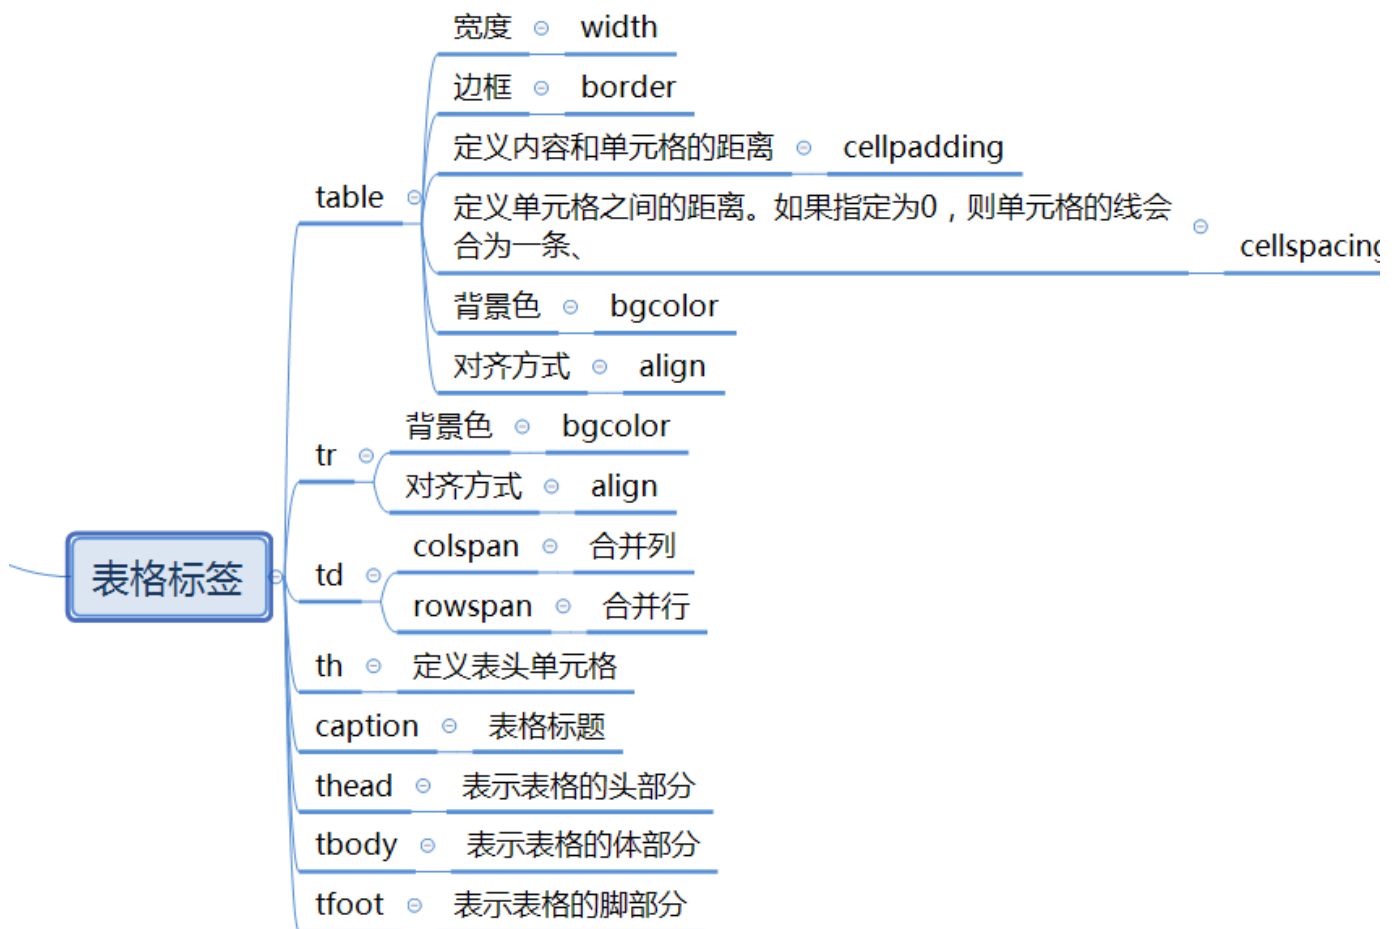 宽度 width
边框 border
定义内容和单元格的距离 cellpadding
table
定义单元格之间的距离。如果指定为0，则单元格的线会
合为一条、
cellspacing
背景色 bgcolor
对齐方式 align
背景色 bgcolor
tr
对齐方式 align
colspan 合并列
表格标签
td
rowspan 合并行
th 定义表头单元格
caption 表格标题
thead 表示表格的头部分
tbody 表示表格的体部分
tfoot 表示表格的脚部分